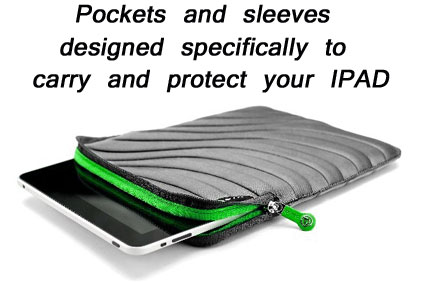 Pockets and sleeves
designed specifically to
carry and protect your IPAD